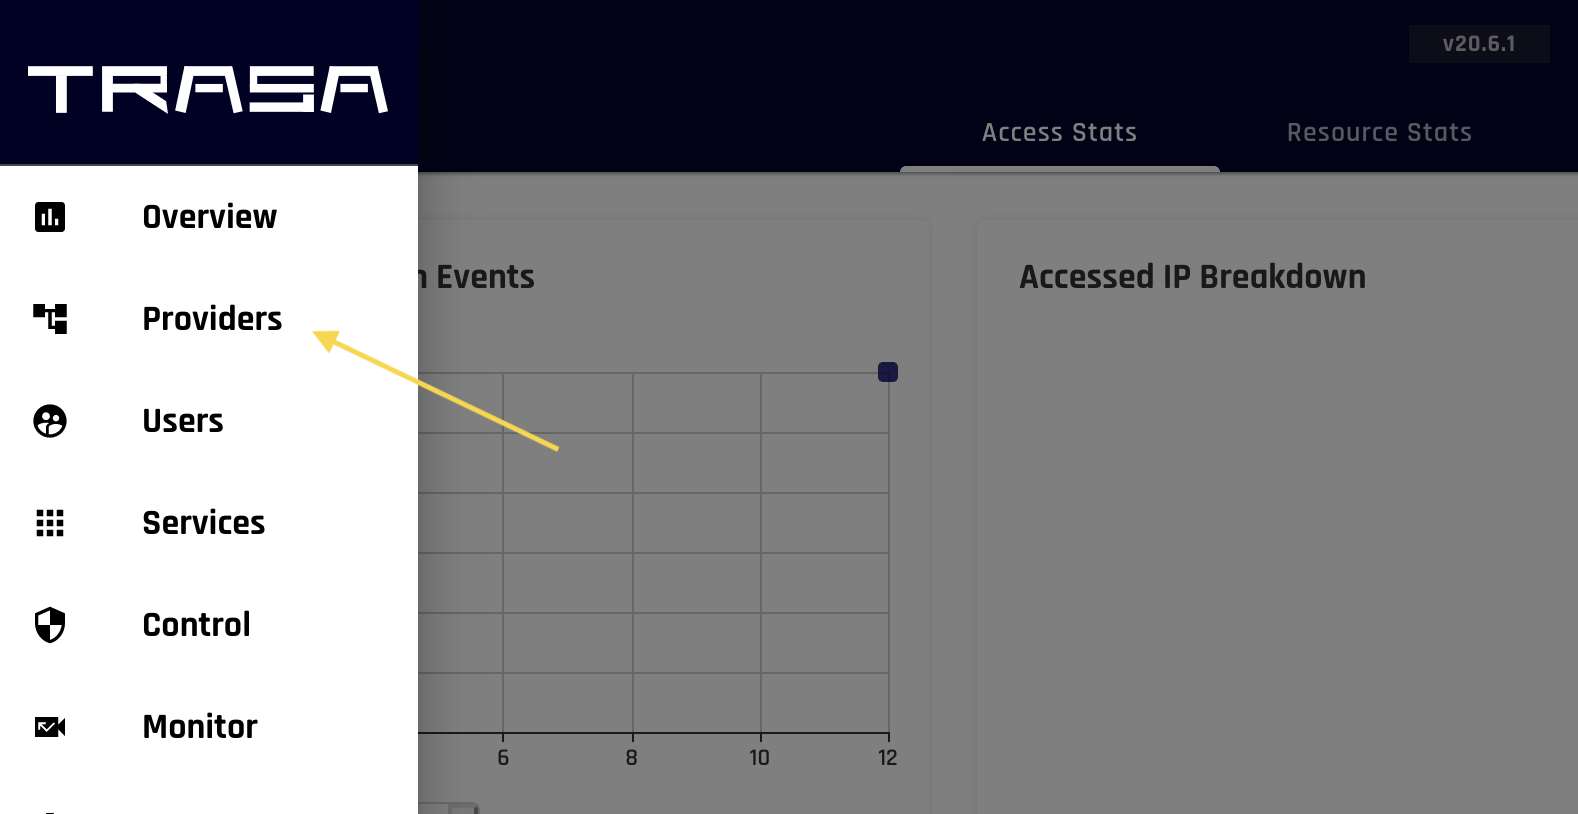 TRASA
v20.6.1
Access Stats
Resource Stats
Overview
Providers
Users
Services
Control
Monitor
n Events
6
8
10
12
Accessed IP Breakdown